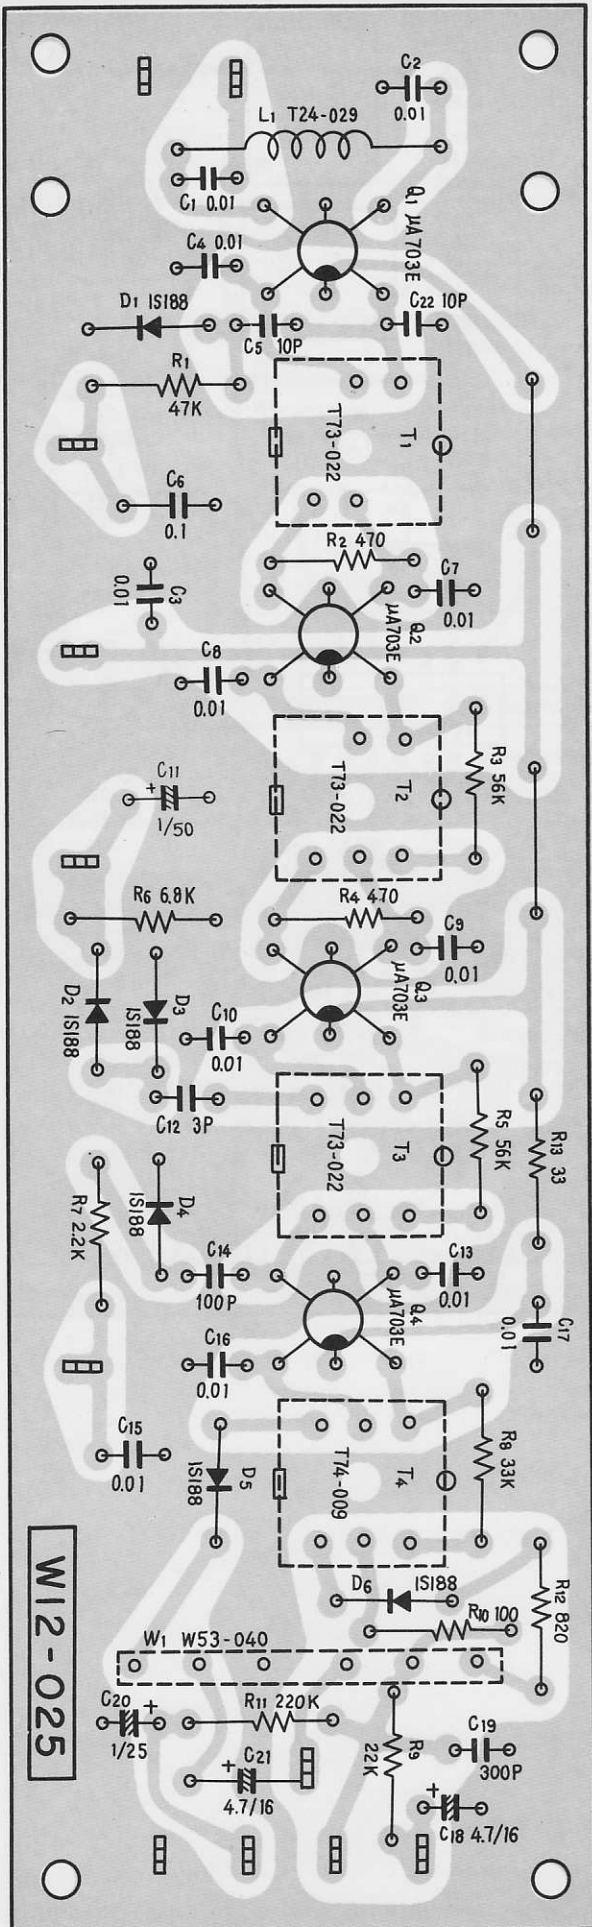 C2
0.01
L1 T24-029
C1 0.01
Q1 μA703E
C4 0.01
D1 IS188
C22 10P
C5 10P
R1
47K
T1
T73-022
C6
0.1
R2 470
C7
0.01
C3
0.01
Q2
μA703E
C8
0.01
R3 56K
T2
T73-022
C11
+
1/50
R6 6.8K
R4 470
C9
0.01
Q3
μA703E
D2 IS188
D3
IS188
C10
0.01
C12 3P
T3
T73-022
R5 56K
R13 33
R7 2.2K
D4
IS188
C14
100P
C13
0.01
Q4
μA703E
C17
0.01
C16
0.01
C15
0.01
D5
IS188
T4
T74-009
R8 33K
D6 IS188
R12 820
R10 100
W1 W53-040
W12-025
C20 +
1/25
R11 220K
R9
22K
C19
300P
+ C21
4.7/16
+
C18 4.7/16